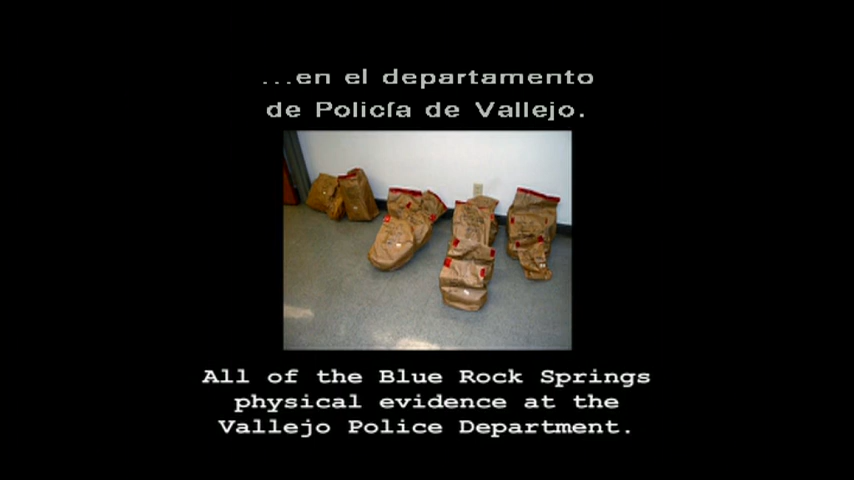 ...en el departamento
de Policía de Vallejo.
All of the Blue Rock Springs
physical evidence at the
Vallejo Police Department.